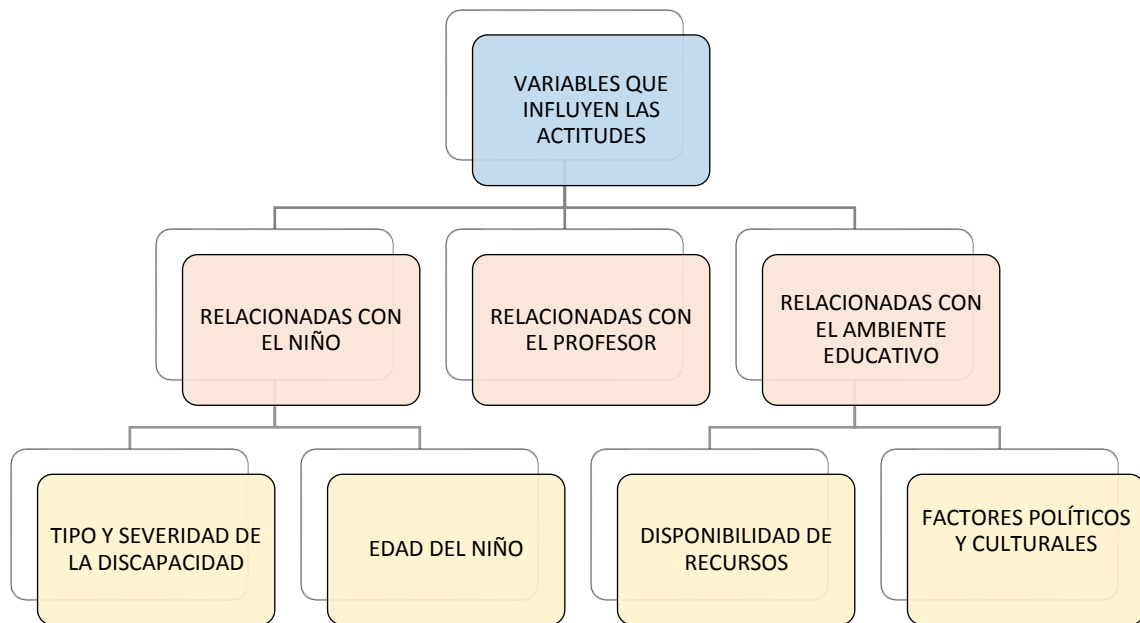 VARIABLES QUE
INFLUYEN LAS
ACTITUDES
RELACIONADAS CON
EL NIÑO
RELACIONADAS CON
EL PROFESOR
RELACIONADAS CON
EL AMBIENTE
EDUCATIVO
TIPO Y SEVERIDAD DE
LA DISCAPACIDAD
EDAD DEL NIÑO
DISPONIBILIDAD DE
RECURSOS
FACTORES POLÍTICOS
Y CULTURALES